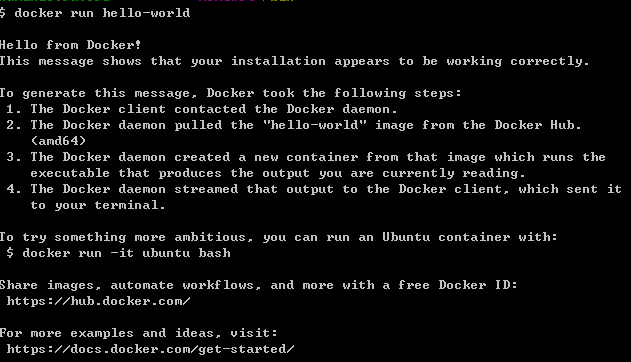 $ docker run hello-world
Hello from Docker!
This message shows that your installation appears to be working correctly.
To generate this message, Docker took the following steps:
1. The Docker client contacted the Docker daemon.
2. The Docker daemon pulled the "hello-world" image from the Docker Hub.
(amd64)
3. The Docker daemon created a new container from that image which runs the
executable that produces the output you are currently reading.
4. The Docker daemon streamed that output to the Docker client, which sent it
to your terminal.
To try something more ambitious, you can run an Ubuntu container with:
$ docker run -it ubuntu bash
Share images, automate workflows, and more with a free Docker ID:
https://hub.docker.com/
For more examples and ideas, visit:
https://docs.docker.com/get-started/